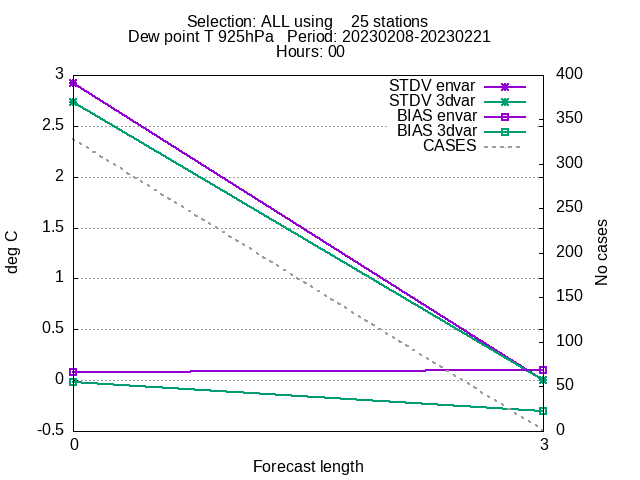 Selection: ALL using    25 stations
Dew point T 925hPa   Period: 20230208-20230221
Hours: 00
3
2.5
2
1.5
1
0.5
0
-0.5
400
350
300
250
200
150
100
50
0
STDV envar
STDV 3dvar
BIAS envar
BIAS 3dvar
CASES
deg C
No cases
0
3
Forecast length